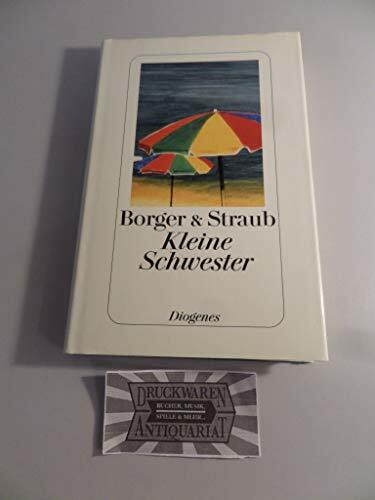 Borger & Straub
Kleine
Schwester
Diogenes
DRUCKWAREN
BÜCHER, MUSIK,
SPIELE & MEHR...
ANTIQUARIAT